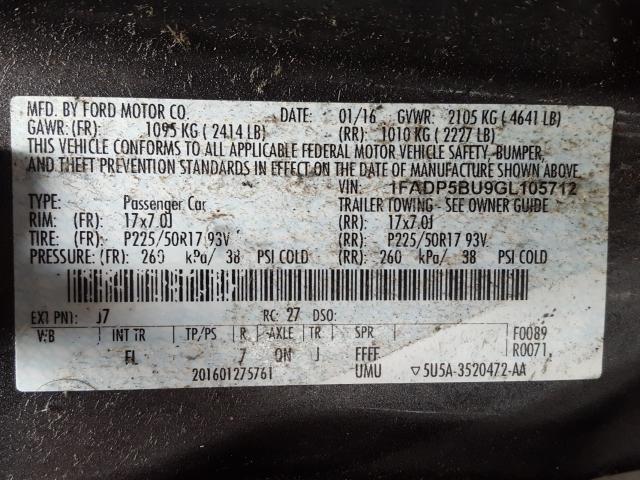 MFD. BY FORD MOTOR CO. DATE: 01/16 GVWR: 2105 KG ( 4641 LB)
GAWR: (FR): 1095 KG ( 2414 LB) (RR): 1010 KG ( 2227 LB)
THIS VEHICLE CONFORMS TO ALL APPLICABLE FEDERAL MOTOR VEHICLE SAFETY, BUMPER,
AND THEFT PREVENTION STANDARDS IN EFFECT ON THE DATE OF MANUFACTURE SHOWN ABOVE.
VIN: 1FADP5BU9GL105712
TYPE: Passenger Car TRAILER TOWING - SEE OWNER GUIDE
RIM: (FR): 17x7.0J (RR): 17x7.0J
TIRE: (FR): P225/50R17 93V (RR): P225/50R17 93V
PRESSURE: (FR): 260 kPa/ 38 PSI COLD (RR): 260 kPa/ 38 PSI COLD
EXT PNT: J7 RC: 27 DSO:
WB INT TR TP/PS R AXLE TR SPR F0089
FL 7 ON J FFFF R0071
201601275761 UMU ▽5U5A-3520472-AA